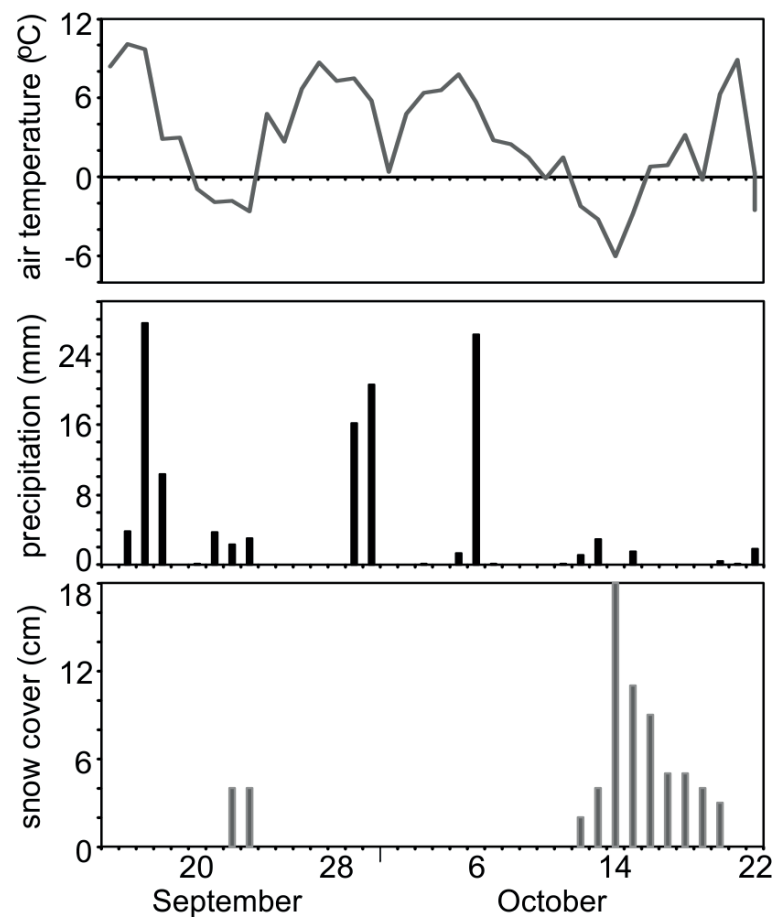 air temperature (ºC)
12
6
0
-6
precipitation (mm)
24
16
8
0
snow cover (cm)
18
12
6
0
20 28 6 14 22
September October